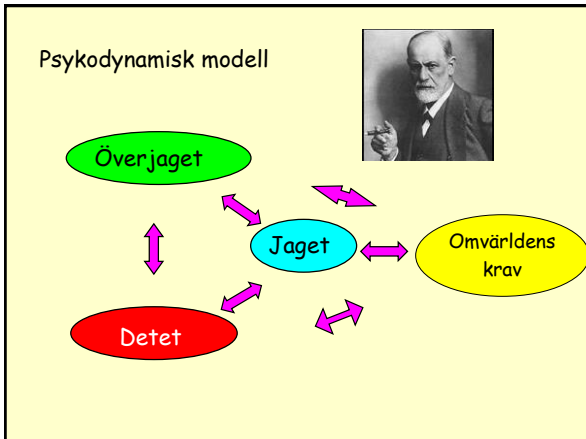 Psykodynamisk modell
Överjaget
Jaget
Omvärldens
krav
Detet